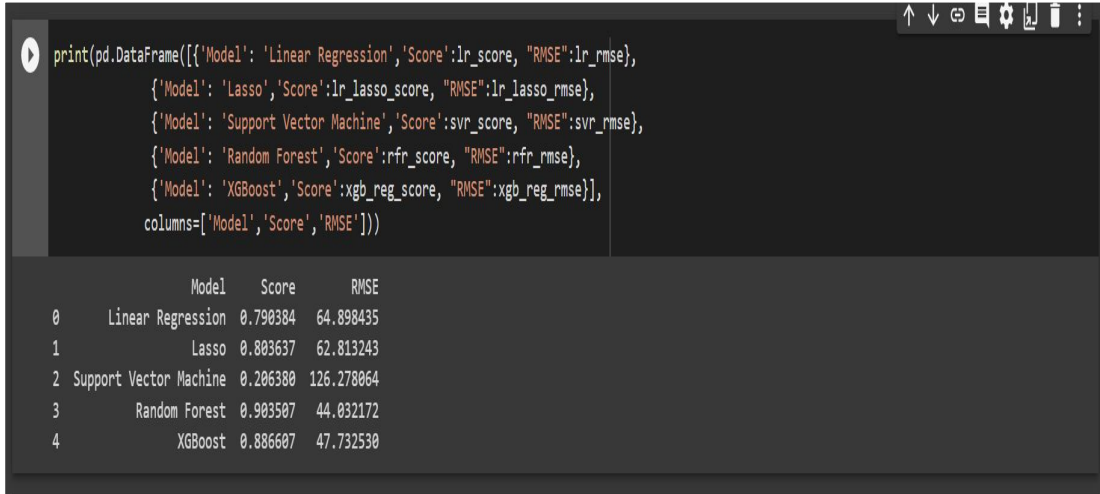 print(pd.DataFrame([{'Model': 'Linear Regression','Score':lr_score, "RMSE":lr_rmse},
{'Model': 'Lasso','Score':lr_lasso_score, "RMSE":lr_lasso_rmse},
{'Model': 'Support Vector Machine','Score':svr_score, "RMSE":svr_rmse},
{'Model': 'Random Forest','Score':rfr_score, "RMSE":rfr_rmse},
{'Model': 'XGBoost','Score':xgb_reg_score, "RMSE":xgb_reg_rmse}],
columns=['Model','Score','RMSE']))
Model Score RMSE
0 Linear Regression 0.790384 64.898435
1 Lasso 0.803637 62.813243
2 Support Vector Machine 0.206380 126.278064
3 Random Forest 0.903507 44.032172
4 XGBoost 0.886607 47.732530